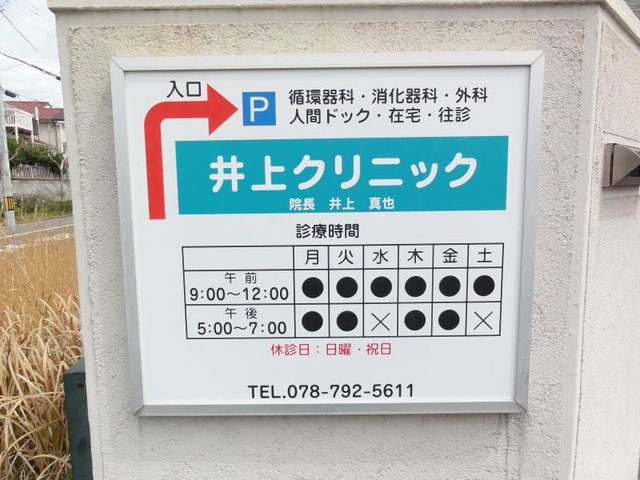 入口
P
循環器科・消化器科・外科
人間ドック・在宅・往診
井上クリニック
院長 井上 真也
診療時間
月 火 水 木 金 土
午前
9:00〜12:00 ● ● ● ● ● ●
午後
5:00〜7:00 ● ● × ● ● ×
休診日：日曜・祝日
TEL.078-792-5611